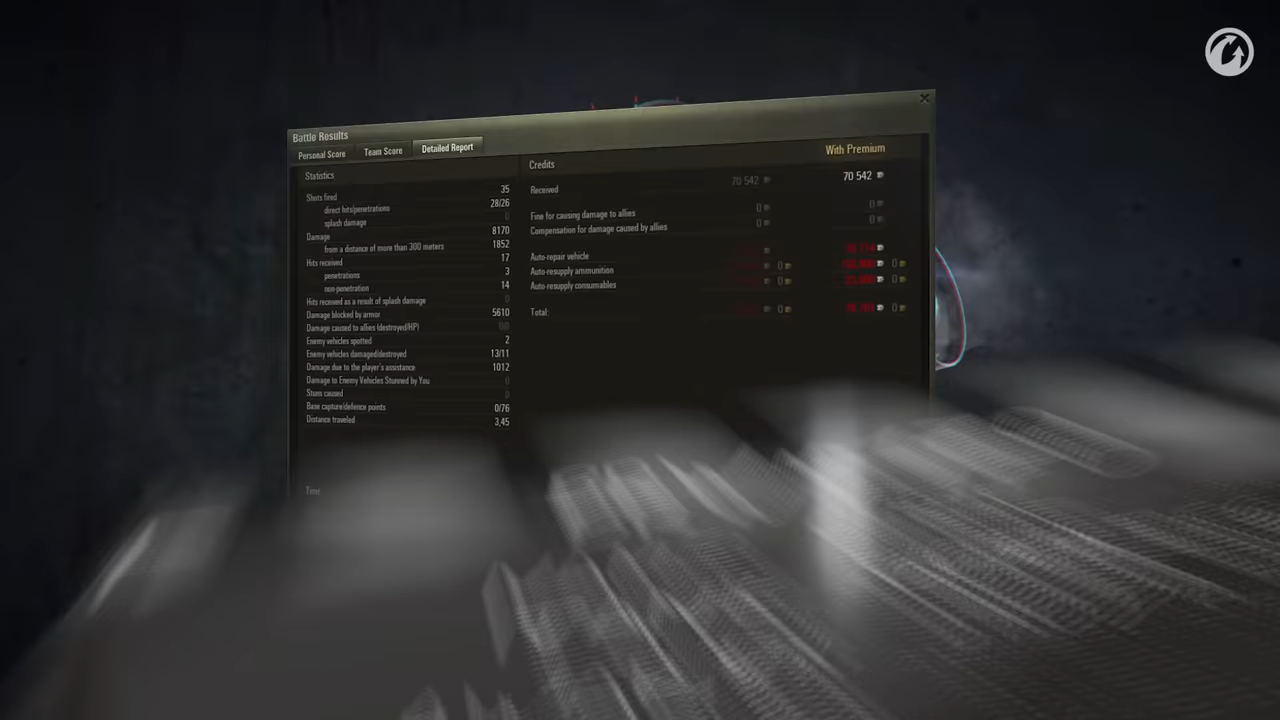 Battle Results
Personal Score Team Score Detailed Report
Statistics
Shots fired 35
direct hits/penetrations 28/26
splash damage 0
Damage 8170
from a distance of more than 300 meters 1852
Hits received 17
penetrations 3
non-penetration 14
Hits received as a result of splash damage 0
Damage blocked by armor 5610
Damage caused to allies (destroyed/HP)
Enemy vehicles spotted 2
Enemy vehicles damaged/destroyed 13/11
Damage due to the player's assistance 1012
Damage to Enemy Vehicles Stunned by You 0
Stuns caused 0
Base capture/defence points 0/76
Distance traveled 3,45
Time
Credits With Premium
Received 70 542 70 542
Fine for causing damage to allies 0 0
Compensation for damage caused by allies 0 0
Auto-repair vehicle
Auto-resupply ammunition 0 0
Auto-resupply consumables 0 0
Total: 0 0